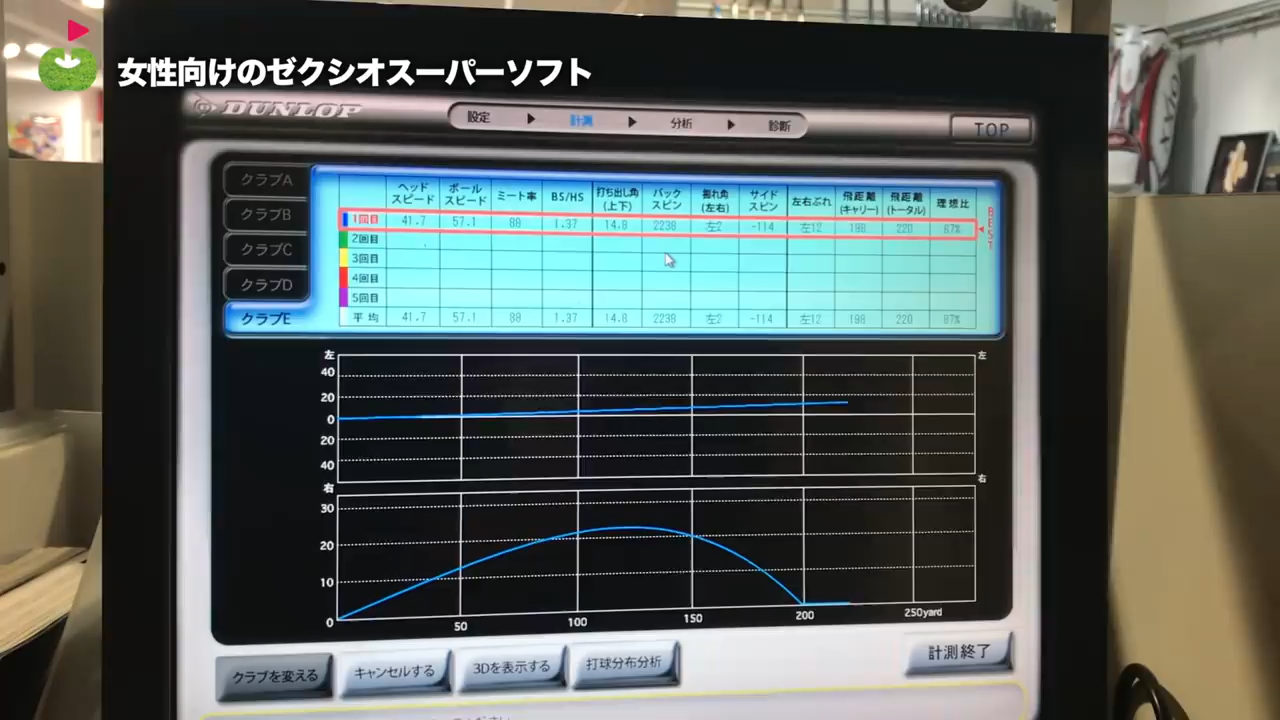 女性向けのゼクシオスーパーソフト
DUNLOP
設定 ▶ 計測 ▶ 分析 ▶ 診断
TOP
クラブA
クラブB
クラブC
クラブD
クラブE
ヘッドスピード ボールスピード ミート率 BS/HS 打ち出し角(上下) バックスピン 振れ角(左右) サイドスピン 左右ぶれ 飛距離(キャリー) 飛距離(トータル) 理想比
1回目 41.7 57.1 88 1.37 14.8 2238 左2 -114 左12 198 220 87%
BEST
2回目
3回目
4回目
5回目
平均 41.7 57.1 88 1.37 14.8 2238 左2 -114 左12 198 220 87%
左 左
40
20
0
20
40
右 右
30
20
10
0 50 100 150 200 250yard
クラブを変える キャンセルする 3Dを表示する 打球分布分析 計測終了